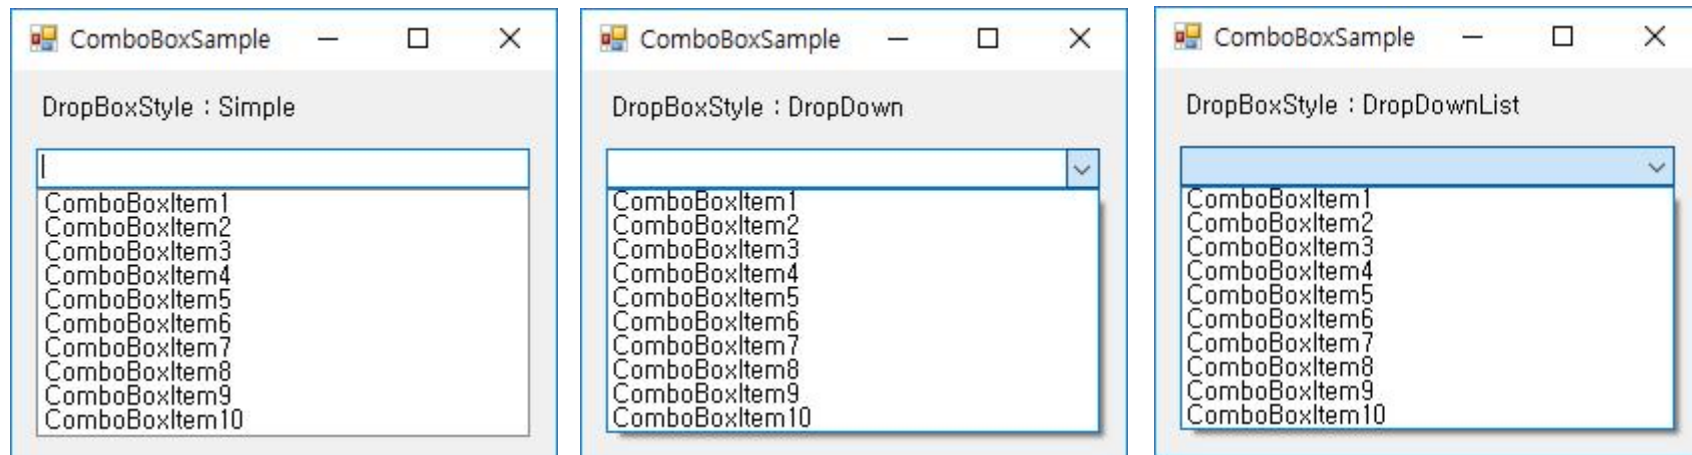 ComboBoxSample
DropBoxStyle : Simple
ComboBoxItem1
ComboBoxItem2
ComboBoxItem3
ComboBoxItem4
ComboBoxItem5
ComboBoxItem6
ComboBoxItem7
ComboBoxItem8
ComboBoxItem9
ComboBoxItem10
ComboBoxSample
DropBoxStyle : DropDown
ComboBoxItem1
ComboBoxItem2
ComboBoxItem3
ComboBoxItem4
ComboBoxItem5
ComboBoxItem6
ComboBoxItem7
ComboBoxItem8
ComboBoxItem9
ComboBoxItem10
ComboBoxSample
DropBoxStyle : DropDownList
ComboBoxItem1
ComboBoxItem2
ComboBoxItem3
ComboBoxItem4
ComboBoxItem5
ComboBoxItem6
ComboBoxItem7
ComboBoxItem8
ComboBoxItem9
ComboBoxItem10